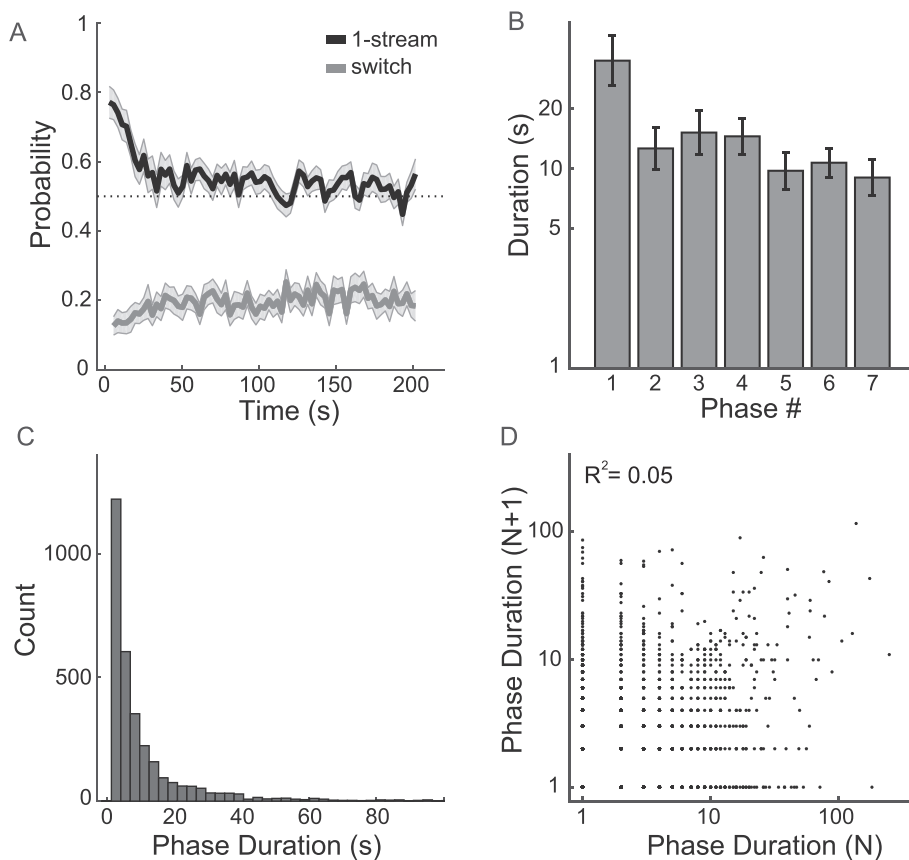 A
1
1-stream
switch
0.8
0.6
0.4
0.2
0
Probability
0
50
100
150
200
Time (s)
B
20
10
5
1
Duration (s)
1 2 3 4 5 6 7
Phase #
C
1000
500
0
Count
0 20 40 60 80
Phase Duration (s)
D
R²= 0.05
100
10
1
Phase Duration (N+1)
1 10 100
Phase Duration (N)